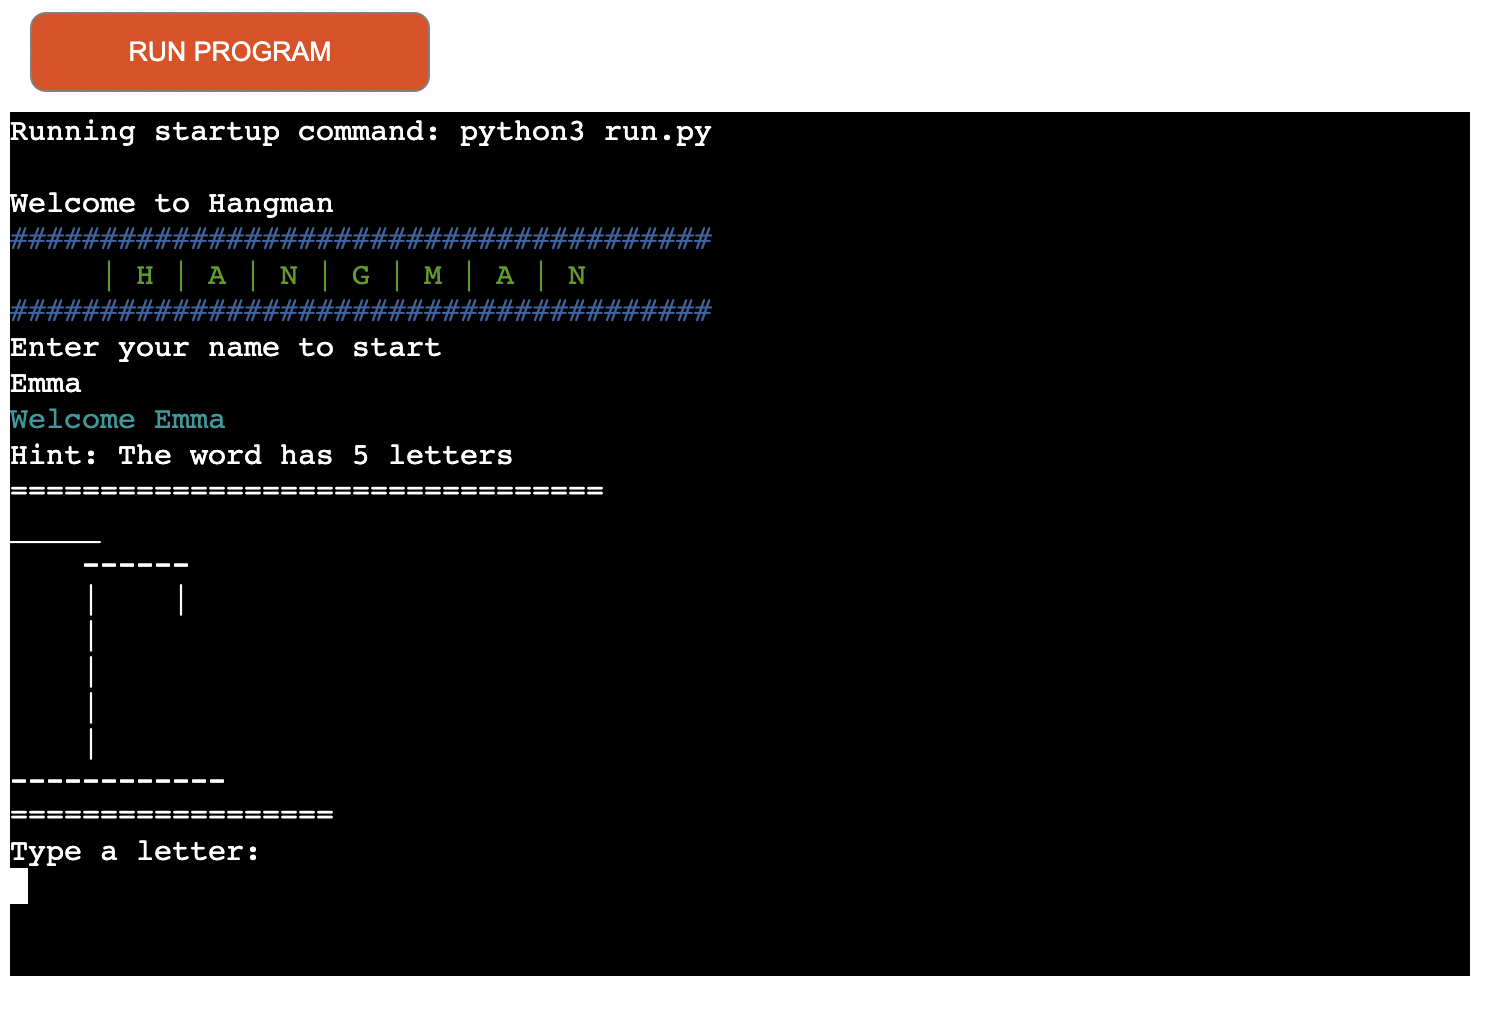 RUN PROGRAM
Running startup command: python3 run.py
Welcome to Hangman
#######################################
| H | A | N | G | M | A | N
#######################################
Enter your name to start
Emma
Welcome Emma
Hint: The word has 5 letters
=================================
_____
    ------
    |    |
    |
    |
    |
    |
------------
==================
Type a letter: